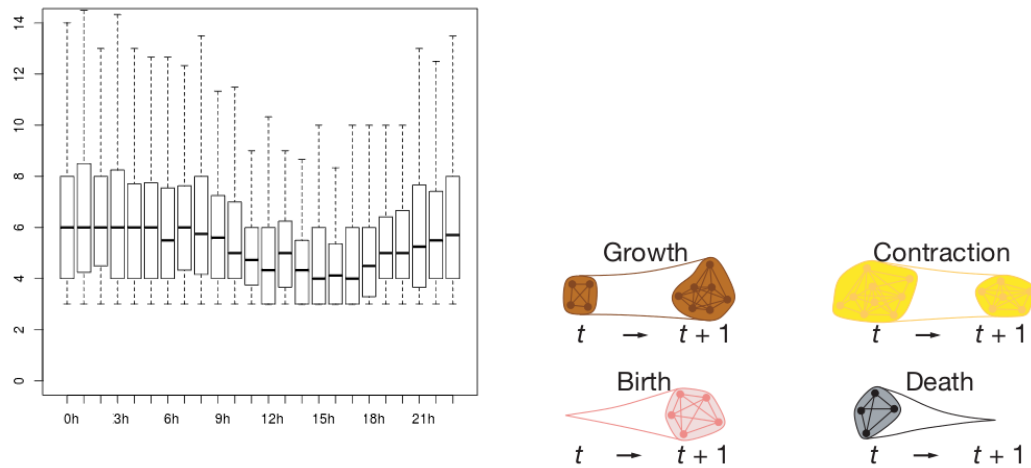 14
12
10
8
6
4
2
0
0h 3h 6h 9h 12h 15h 18h 21h
Growth Contraction
t → t + 1 t → t + 1
Birth Death
t → t + 1 t → t + 1